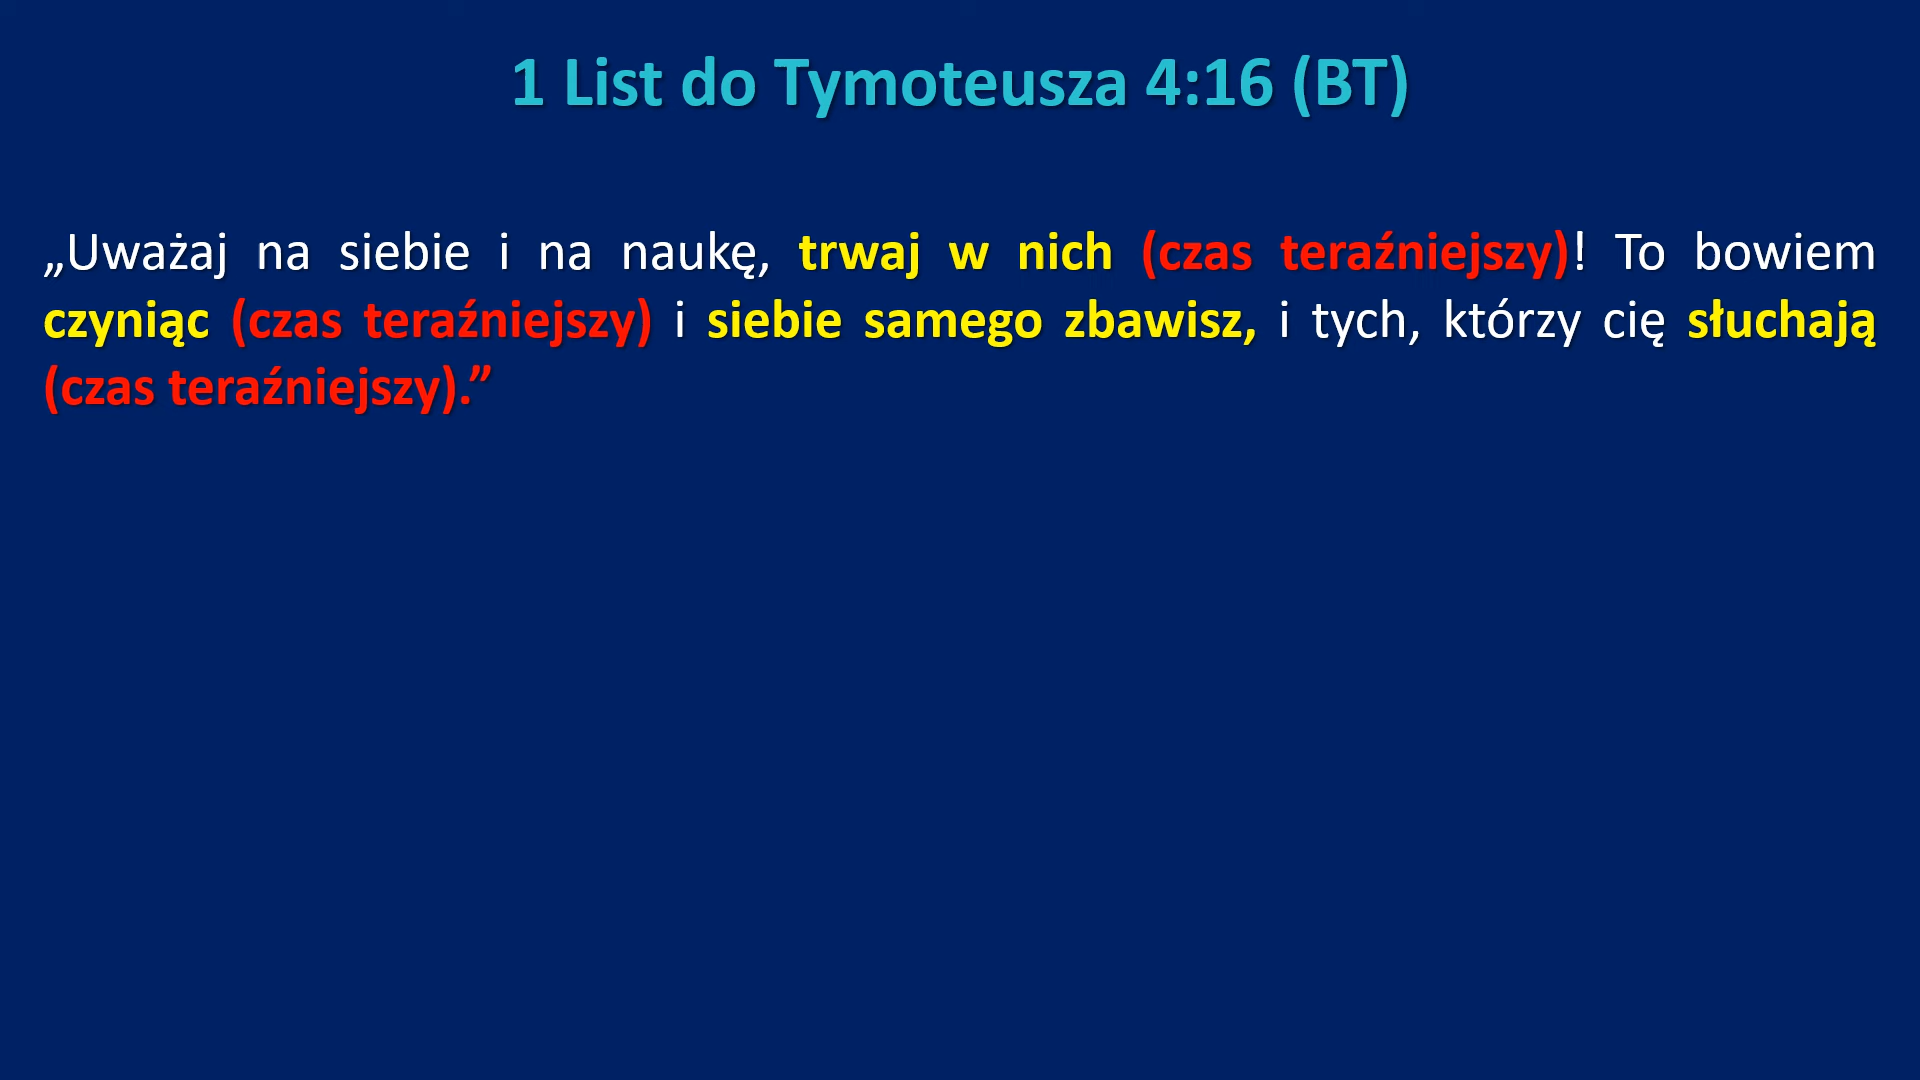 1 List do Tymoteusza 4:16 (BT)
„Uważaj na siebie i na naukę, trwaj w nich (czas teraźniejszy)! To bowiem
czyniąc (czas teraźniejszy) i siebie samego zbawisz, i tych, którzy cię słuchają
(czas teraźniejszy).”